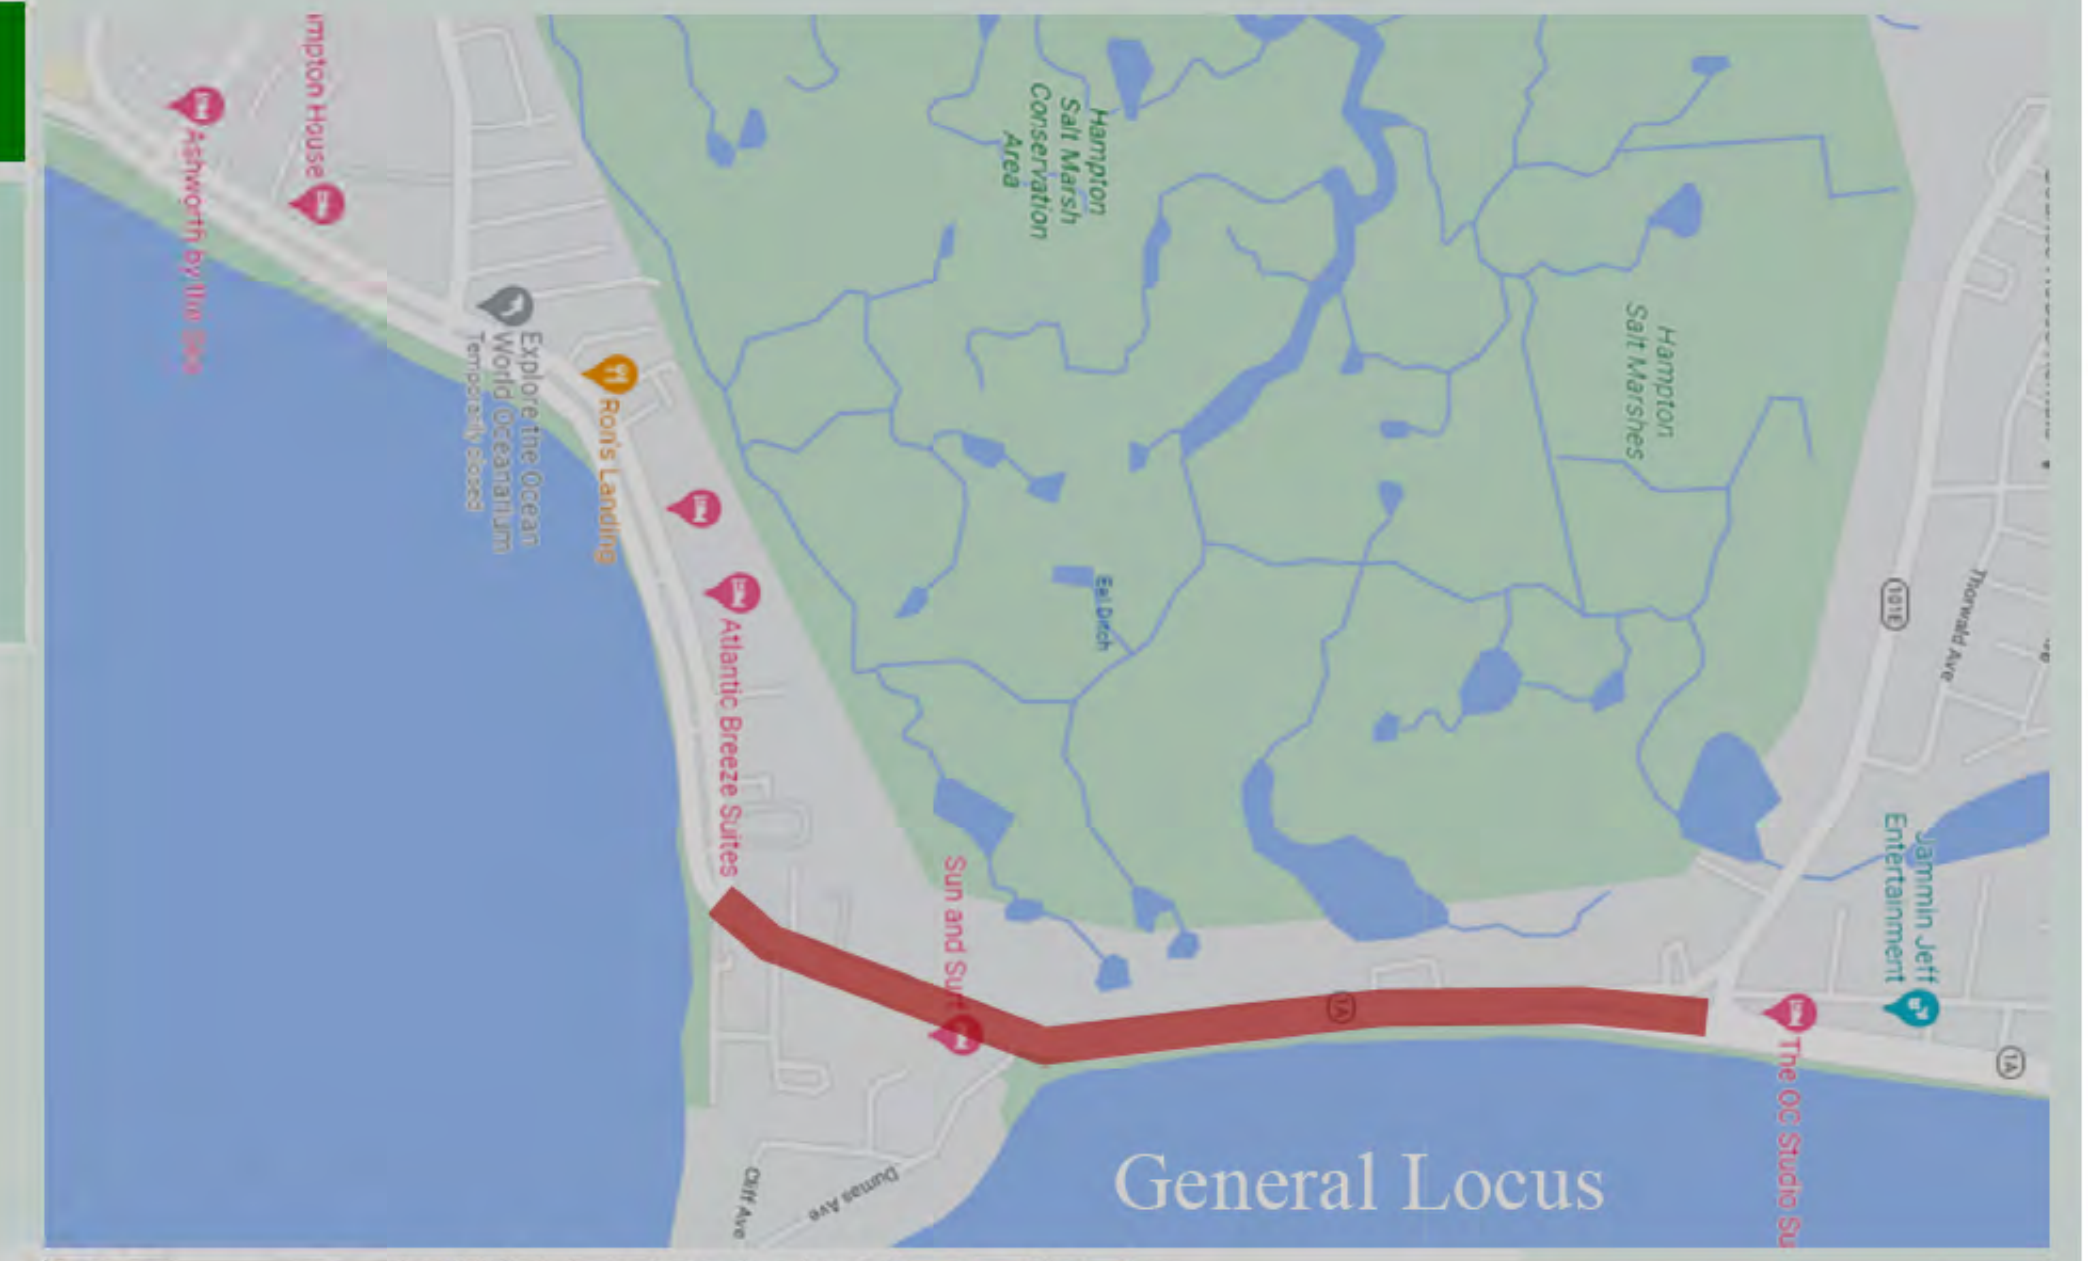 mpton House
Ashworth by the Sea
Explore the Ocean
World Oceanarium
Temporarily closed
Ron's Landing
Atlantic Breeze Suites
Sun and Surf
Hampton
Salt Marsh
Conservation
Area
Eel Ditch
Hampton
Salt Marshes
101E
Thorwald Ave
Jammin Jeff
Entertainment
1A
1A
The OC Studio Su
Cliff Ave
Dumas Ave
General Locus